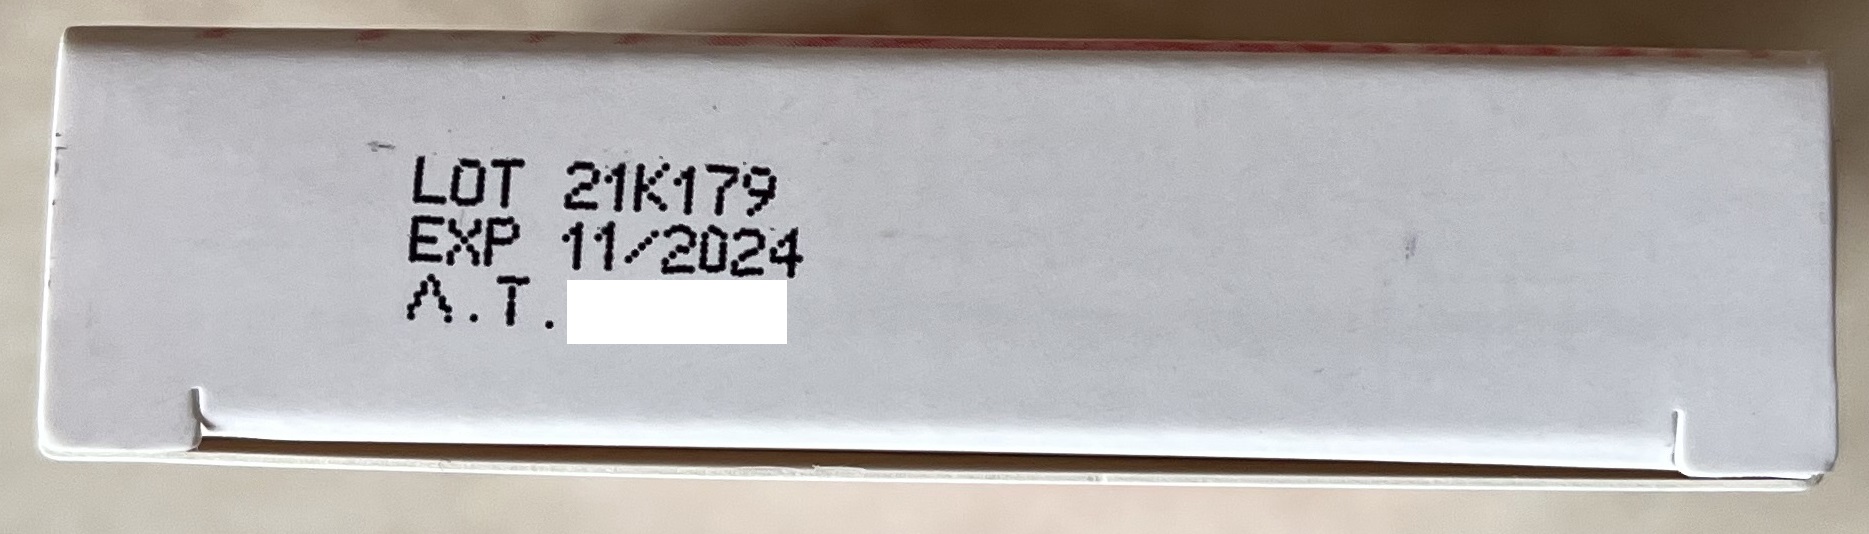 LOT 21K179
EXP 11/2024
Λ.T.